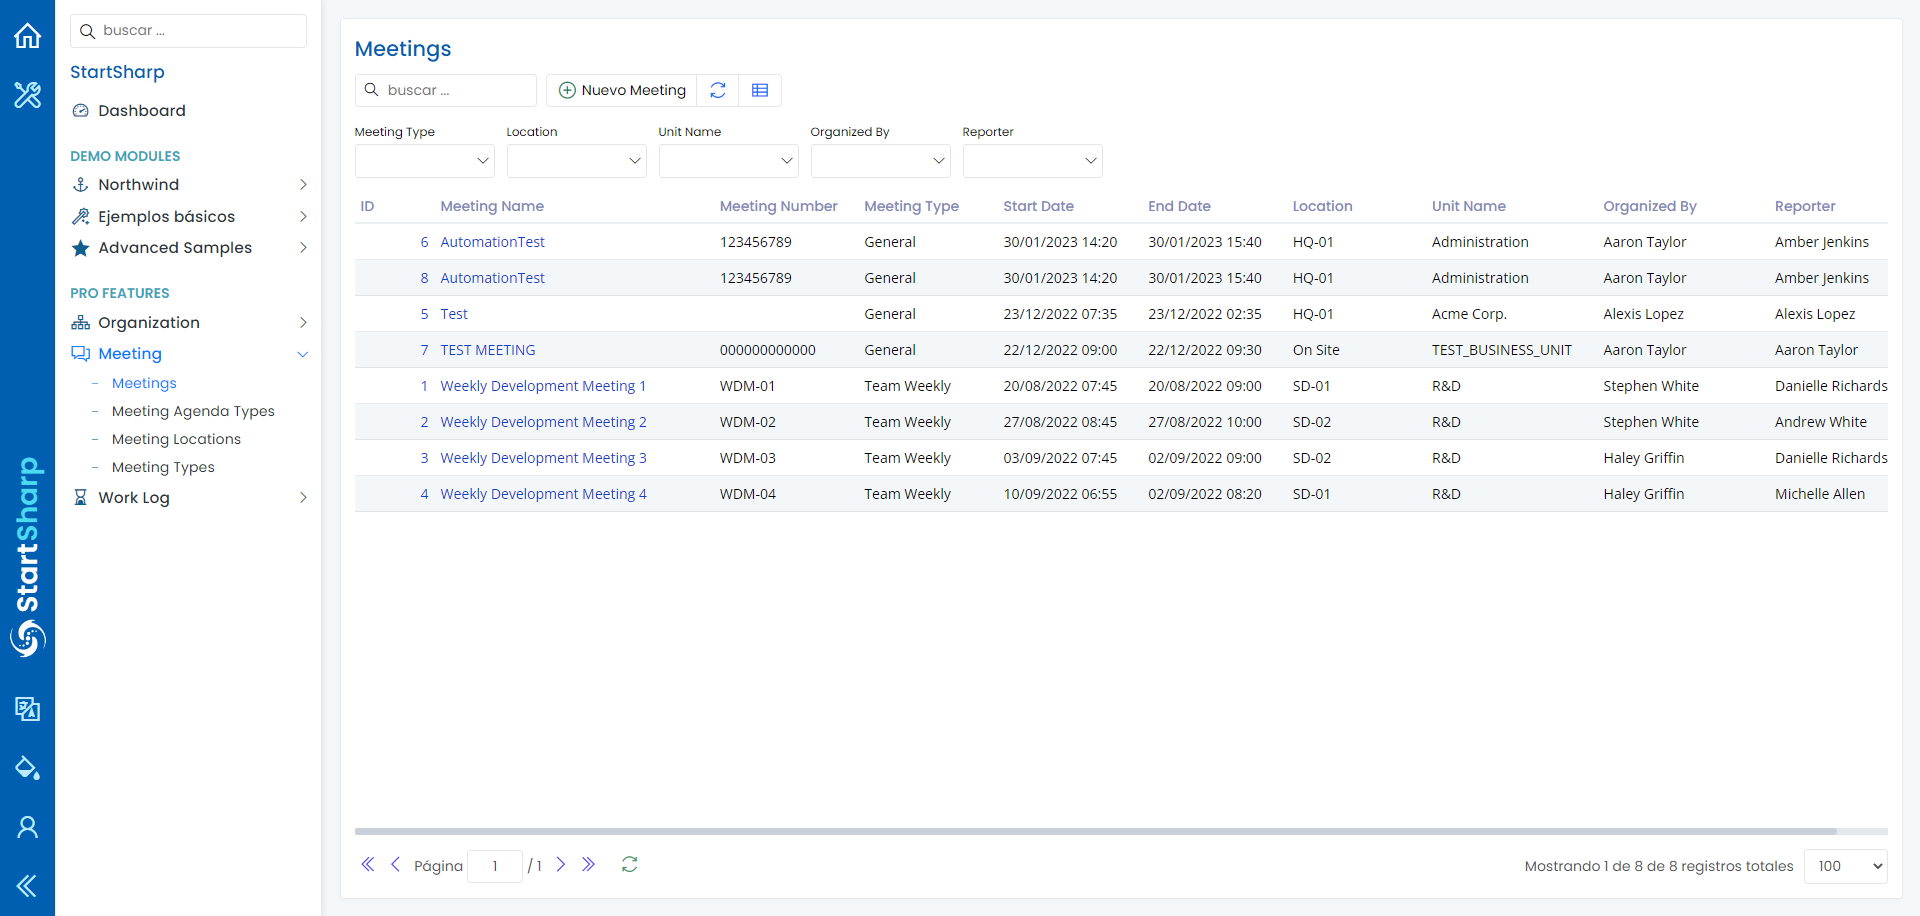 buscar ...
StartSharp
Dashboard
DEMO MODULES
Northwind
Ejemplos básicos
Advanced Samples
PRO FEATURES
Organization
Meeting
- Meetings
- Meeting Agenda Types
- Meeting Locations
- Meeting Types
Work Log
StartSharp
Meetings
buscar ...
Nuevo Meeting
Meeting Type Location Unit Name Organized By Reporter
ID Meeting Name Meeting Number Meeting Type Start Date End Date Location Unit Name Organized By Reporter
6 AutomationTest 123456789 General 30/01/2023 14:20 30/01/2023 15:40 HQ-01 Administration Aaron Taylor Amber Jenkins
8 AutomationTest 123456789 General 30/01/2023 14:20 30/01/2023 15:40 HQ-01 Administration Aaron Taylor Amber Jenkins
5 Test General 23/12/2022 07:35 23/12/2022 02:35 HQ-01 Acme Corp. Alexis Lopez Alexis Lopez
7 TEST MEETING 000000000000 General 22/12/2022 09:00 22/12/2022 09:30 On Site TEST_BUSINESS_UNIT Aaron Taylor Aaron Taylor
1 Weekly Development Meeting 1 WDM-01 Team Weekly 20/08/2022 07:45 20/08/2022 09:00 SD-01 R&D Stephen White Danielle Richards
2 Weekly Development Meeting 2 WDM-02 Team Weekly 27/08/2022 08:45 27/08/2022 10:00 SD-02 R&D Stephen White Andrew White
3 Weekly Development Meeting 3 WDM-03 Team Weekly 03/09/2022 07:45 02/09/2022 09:00 SD-02 R&D Haley Griffin Danielle Richards
4 Weekly Development Meeting 4 WDM-04 Team Weekly 10/09/2022 06:55 02/09/2022 08:20 SD-01 R&D Haley Griffin Michelle Allen
Página 1 / 1
Mostrando 1 de 8 de 8 registros totales 100